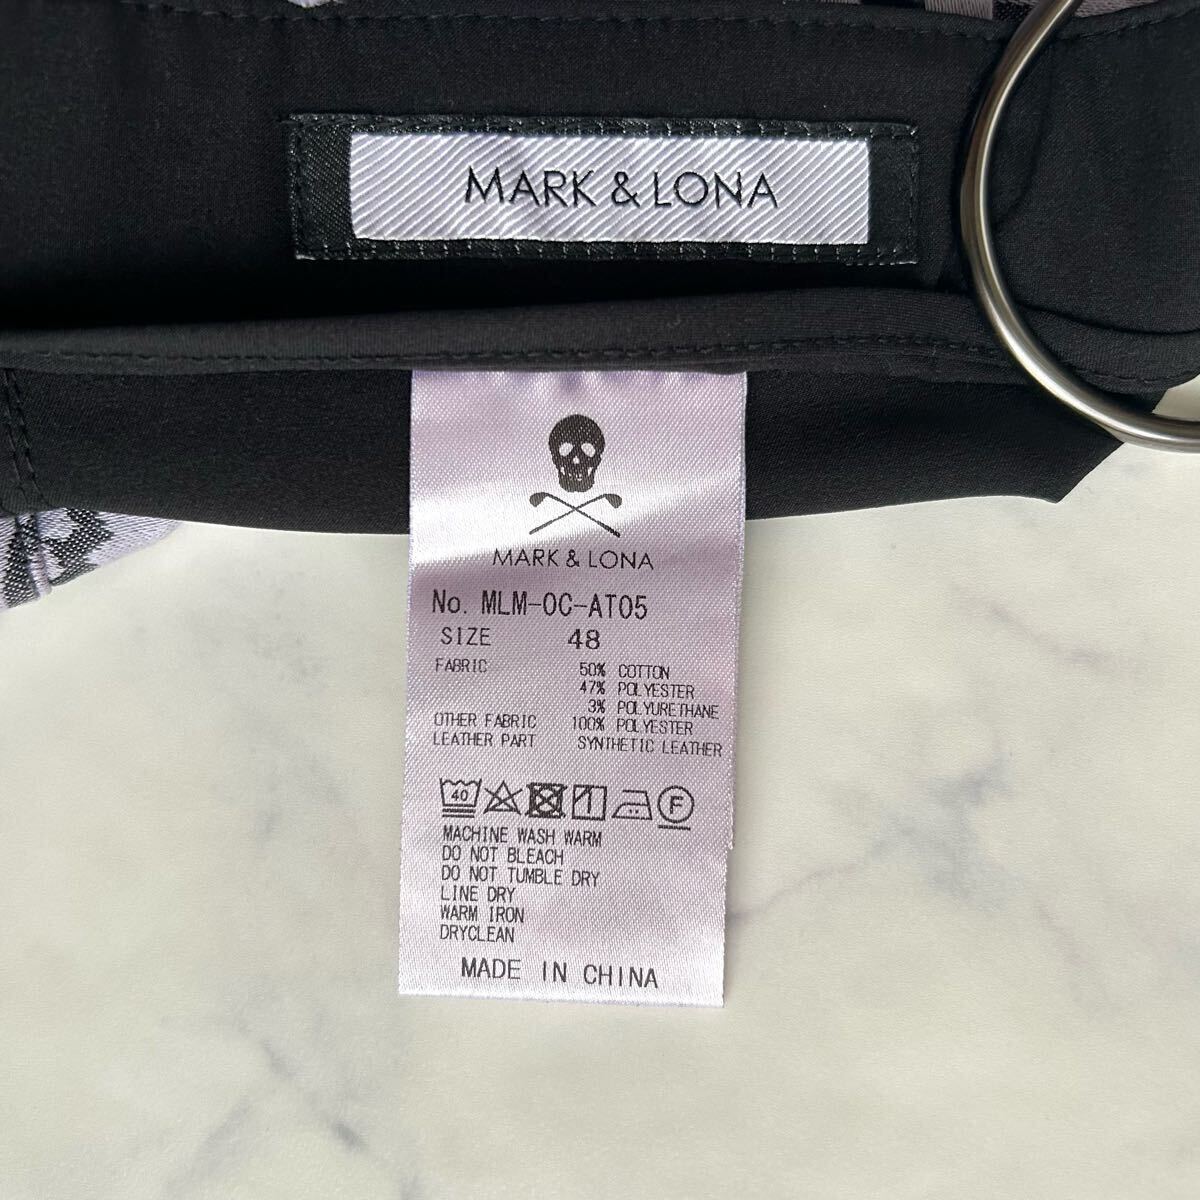 MARK & LONA
MARK & LONA
No. MLM-OC-AT05
SIZE 48
FABRIC 50% COTTON
47% POLYESTER
3% POLYURETHANE
OTHER FABRIC 100% POLYESTER
LEATHER PART SYNTHETIC LEATHER
40 F
MACHINE WASH WARM
DO NOT BLEACH
DO NOT TUMBLE DRY
LINE DRY
WARM IRON
DRYCLEAN
MADE IN CHINA